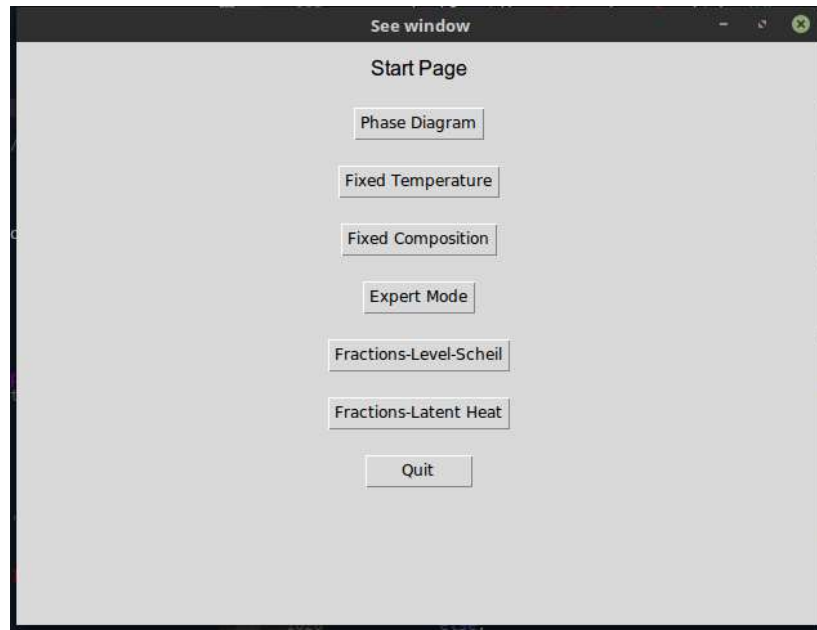 See window
Start Page
Phase Diagram
Fixed Temperature
Fixed Composition
Expert Mode
Fractions-Level-Scheil
Fractions-Latent Heat
Quit